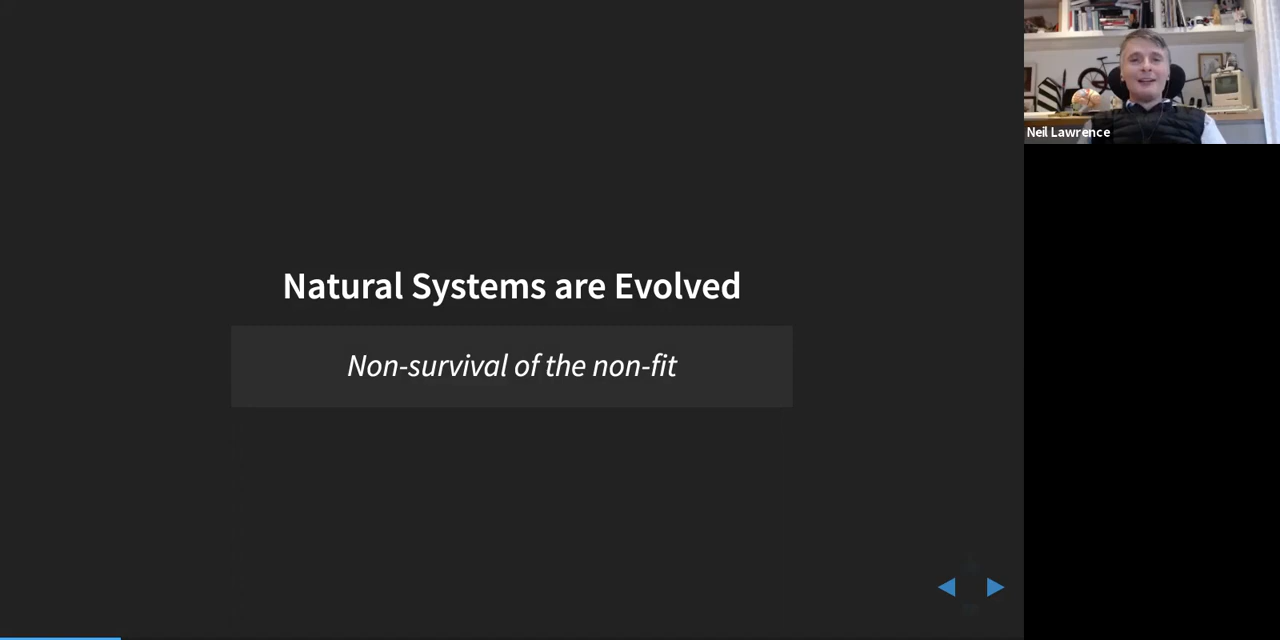 Natural Systems are Evolved
Non-survival of the non-fit
Neil Lawrence